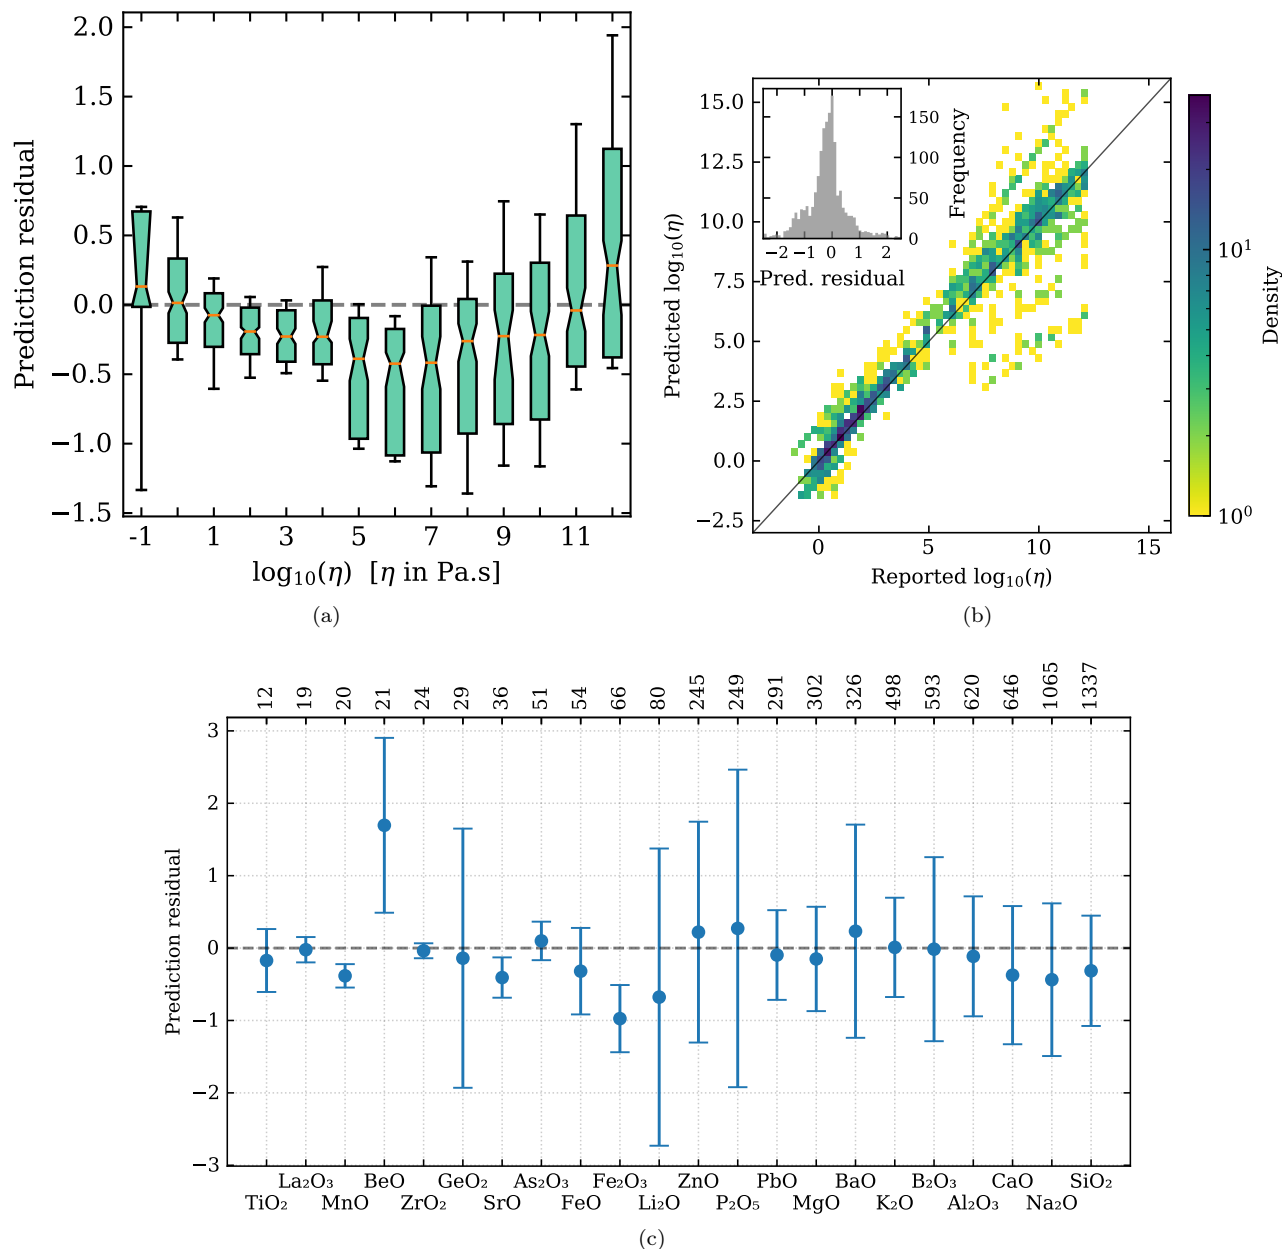 2.0
1.5
1.0
0.5
0.0
−0.5
−1.0
−1.5
Prediction residual
-1 1 3 5 7 9 11
log₁₀(η) [η in Pa.s]
(a)
15.0
12.5
10.0
7.5
5.0
2.5
0.0
−2.5
Predicted log₁₀(η)
0 5 10 15
Reported log₁₀(η)
150
100
50
0
Frequency
−2 −1 0 1 2
Pred. residual
10¹
10⁰
Density
(b)
12 19 20 21 24 29 36 51 54 66 80 245 249 291 302 326 498 593 620 646 1065 1337
3
2
1
0
−1
−2
−3
Prediction residual
La₂O₃ BeO GeO₂ As₂O₃ Fe₂O₃ ZnO PbO BaO B₂O₃ CaO SiO₂
TiO₂ MnO ZrO₂ SrO FeO Li₂O P₂O₅ MgO K₂O Al₂O₃ Na₂O
(c)